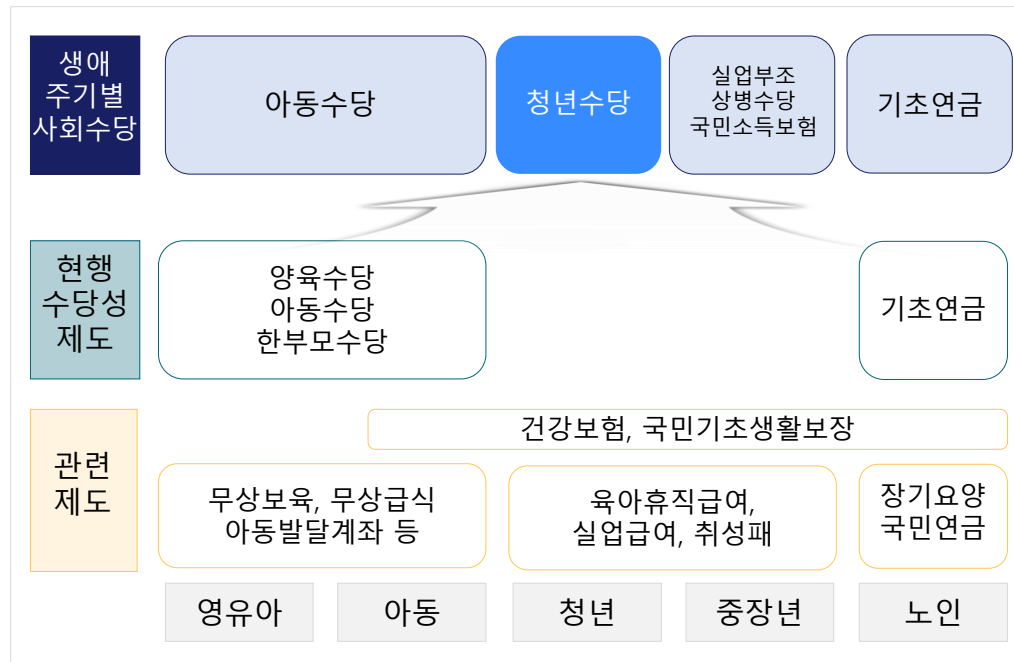 생애
주기별
사회수당
아동수당
청년수당
실업부조
상병수당
국민소득보험
기초연금
현행
수당성
제도
양육수당
아동수당
한부모수당
기초연금
관련
제도
건강보험, 국민기초생활보장
무상보육, 무상급식
아동발달계좌 등
육아휴직급여,
실업급여, 취성패
장기요양
국민연금
영유아
아동
청년
중장년
노인